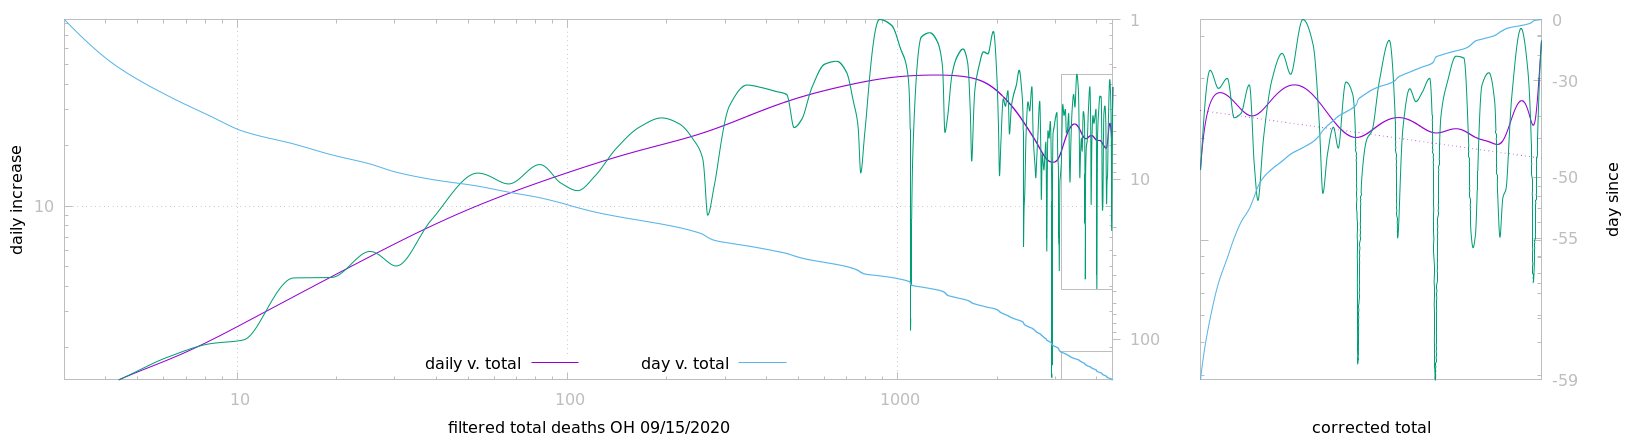 daily increase
10
daily v. total
day v. total
10
100
1000
filtered total deaths OH 09/15/2020
1
10
100
0
-30
-50
-55
-59
day since
corrected total